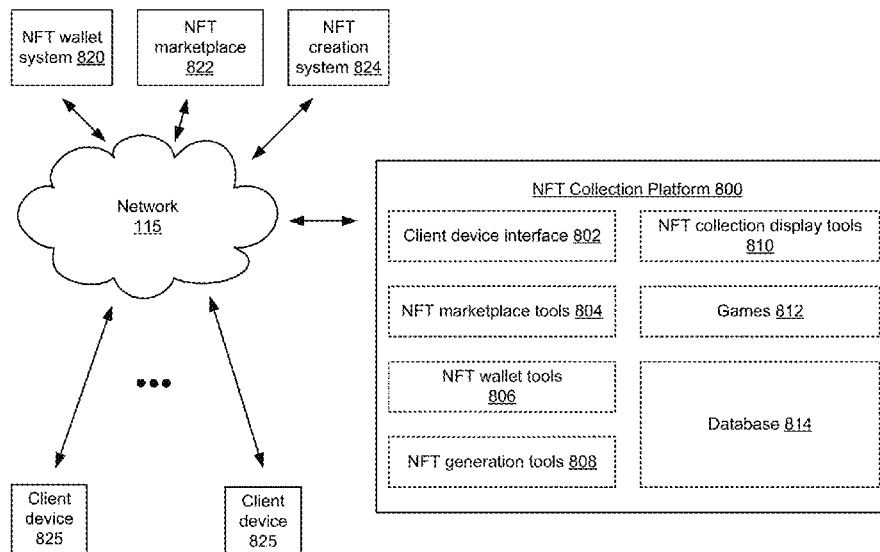 NFT wallet
system 820
NFT
marketplace
822
NFT
creation
system 824
Network
115
NFT Collection Platform 800
Client device interface 802
NFT collection display tools
810
NFT marketplace tools 804
Games 812
NFT wallet tools
806
Database 814
NFT generation tools 808
Client
device
825
Client
device 825